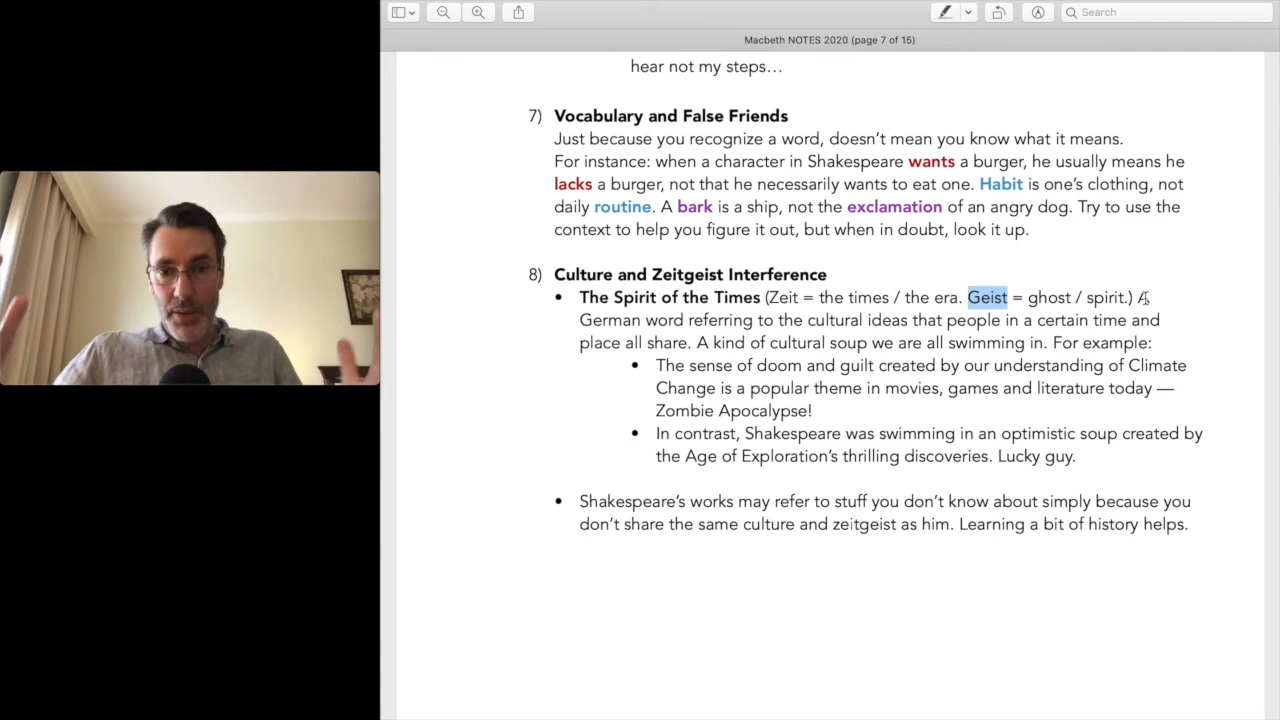 Search
Macbeth NOTES 2020 (page 7 of 15)
hear not my steps…
7) Vocabulary and False Friends
Just because you recognize a word, doesn't mean you know what it means.
For instance: when a character in Shakespeare wants a burger, he usually means he
lacks a burger, not that he necessarily wants to eat one. Habit is one's clothing, not
daily routine. A bark is a ship, not the exclamation of an angry dog. Try to use the
context to help you figure it out, but when in doubt, look it up.
8) Culture and Zeitgeist Interference
• The Spirit of the Times (Zeit = the times / the era. Geist = ghost / spirit.) A
German word referring to the cultural ideas that people in a certain time and
place all share. A kind of cultural soup we are all swimming in. For example:
• The sense of doom and guilt created by our understanding of Climate
Change is a popular theme in movies, games and literature today —
Zombie Apocalypse!
• In contrast, Shakespeare was swimming in an optimistic soup created by
the Age of Exploration's thrilling discoveries. Lucky guy.
• Shakespeare's works may refer to stuff you don't know about simply because you
don't share the same culture and zeitgeist as him. Learning a bit of history helps.